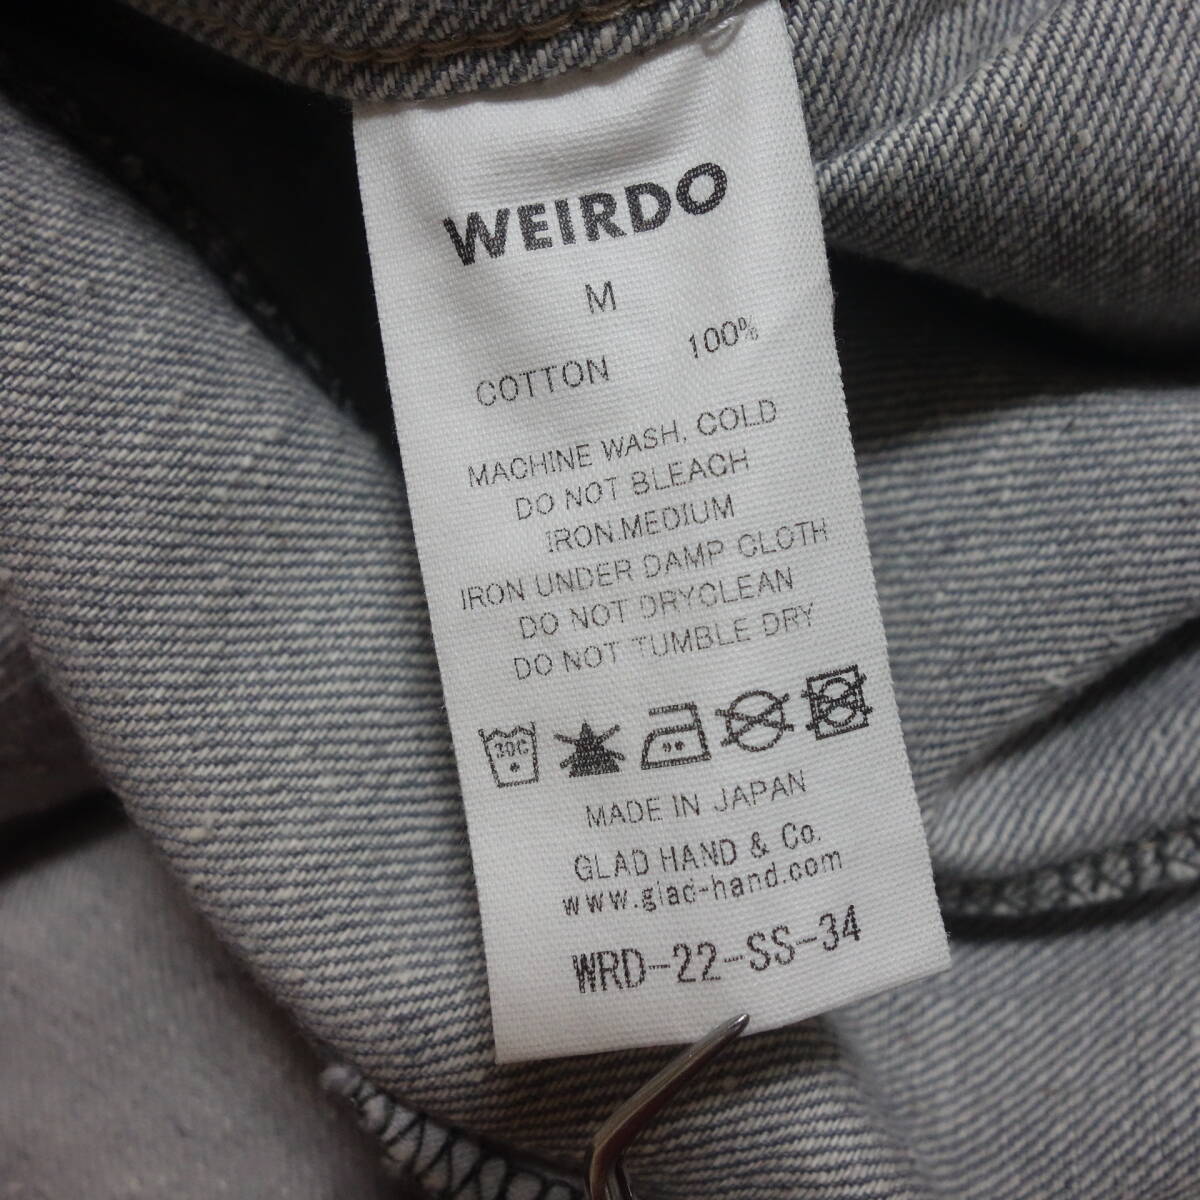 WEIRDO
M
COTTON 100%
MACHINE WASH, COLD
DO NOT BLEACH
IRON.MEDIUM
IRON UNDER DAMP CLOTH
DO NOT DRYCLEAN
DO NOT TUMBLE DRY
30C
MADE IN JAPAN
GLAD HAND & Co.
www.glad-hand.com
WRD-22-SS-34